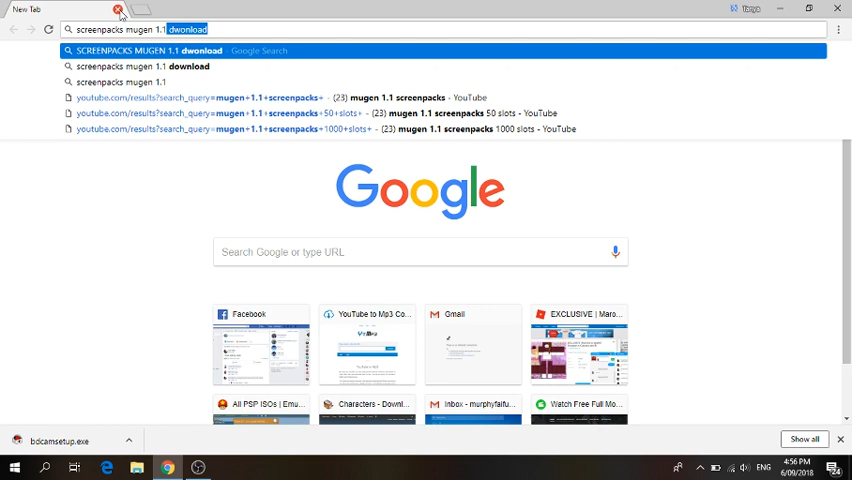 New Tab
Tanya
screenpacks mugen 1.1 dwonload
SCREENPACKS MUGEN 1.1 dwonload - Google Search
screenpacks mugen 1.1 download
screenpacks mugen 1.1
youtube.com/results?search_query=mugen+1.1+screenpacks+ - (23) mugen 1.1 screenpacks - YouTube
youtube.com/results?search_query=mugen+1.1+screenpacks+50+slots+ - (23) mugen 1.1 screenpacks 50 slots - YouTube
youtube.com/results?search_query=mugen+1.1+screenpacks+1000+slots+ - (23) mugen 1.1 screenpacks 1000 slots - YouTube
Google
Search Google or type URL
Facebook
YouTube to Mp3 Co...
Gmail
EXCLUSIVE | Maro...
All PSP ISOs | Emu...
Characters - Downl...
Inbox - murphyfaifu...
Watch Free Full Mo...
bdcamsetup.exe
Show all
ENG
4:56 PM
6/09/2018
24